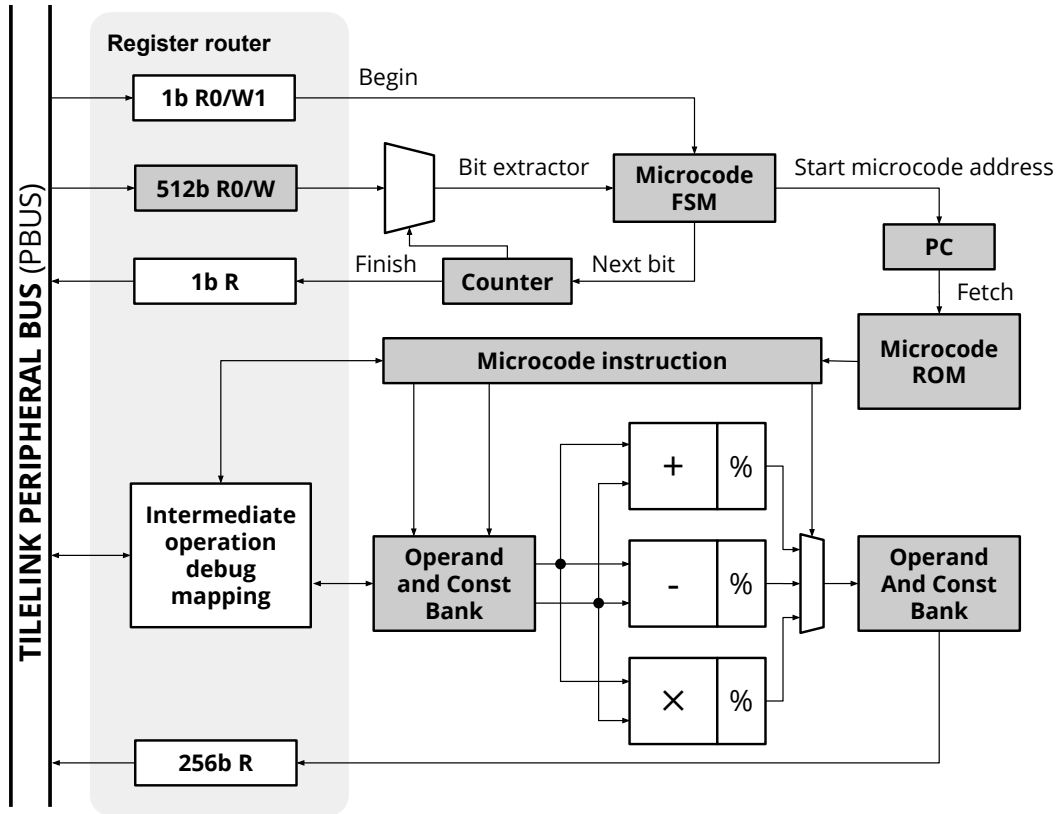 TILELINK PERIPHERAL BUS (PBUS)
Register router
1b R0/W1
Begin
512b R0/W
Bit extractor
Microcode
FSM
Start microcode address
PC
1b R
Finish
Counter
Next bit
Fetch
Microcode instruction
Microcode
ROM
+
%
Intermediate
operation
debug
mapping
Operand
and Const
Bank
-
%
Operand
And Const
Bank
×
%
256b R